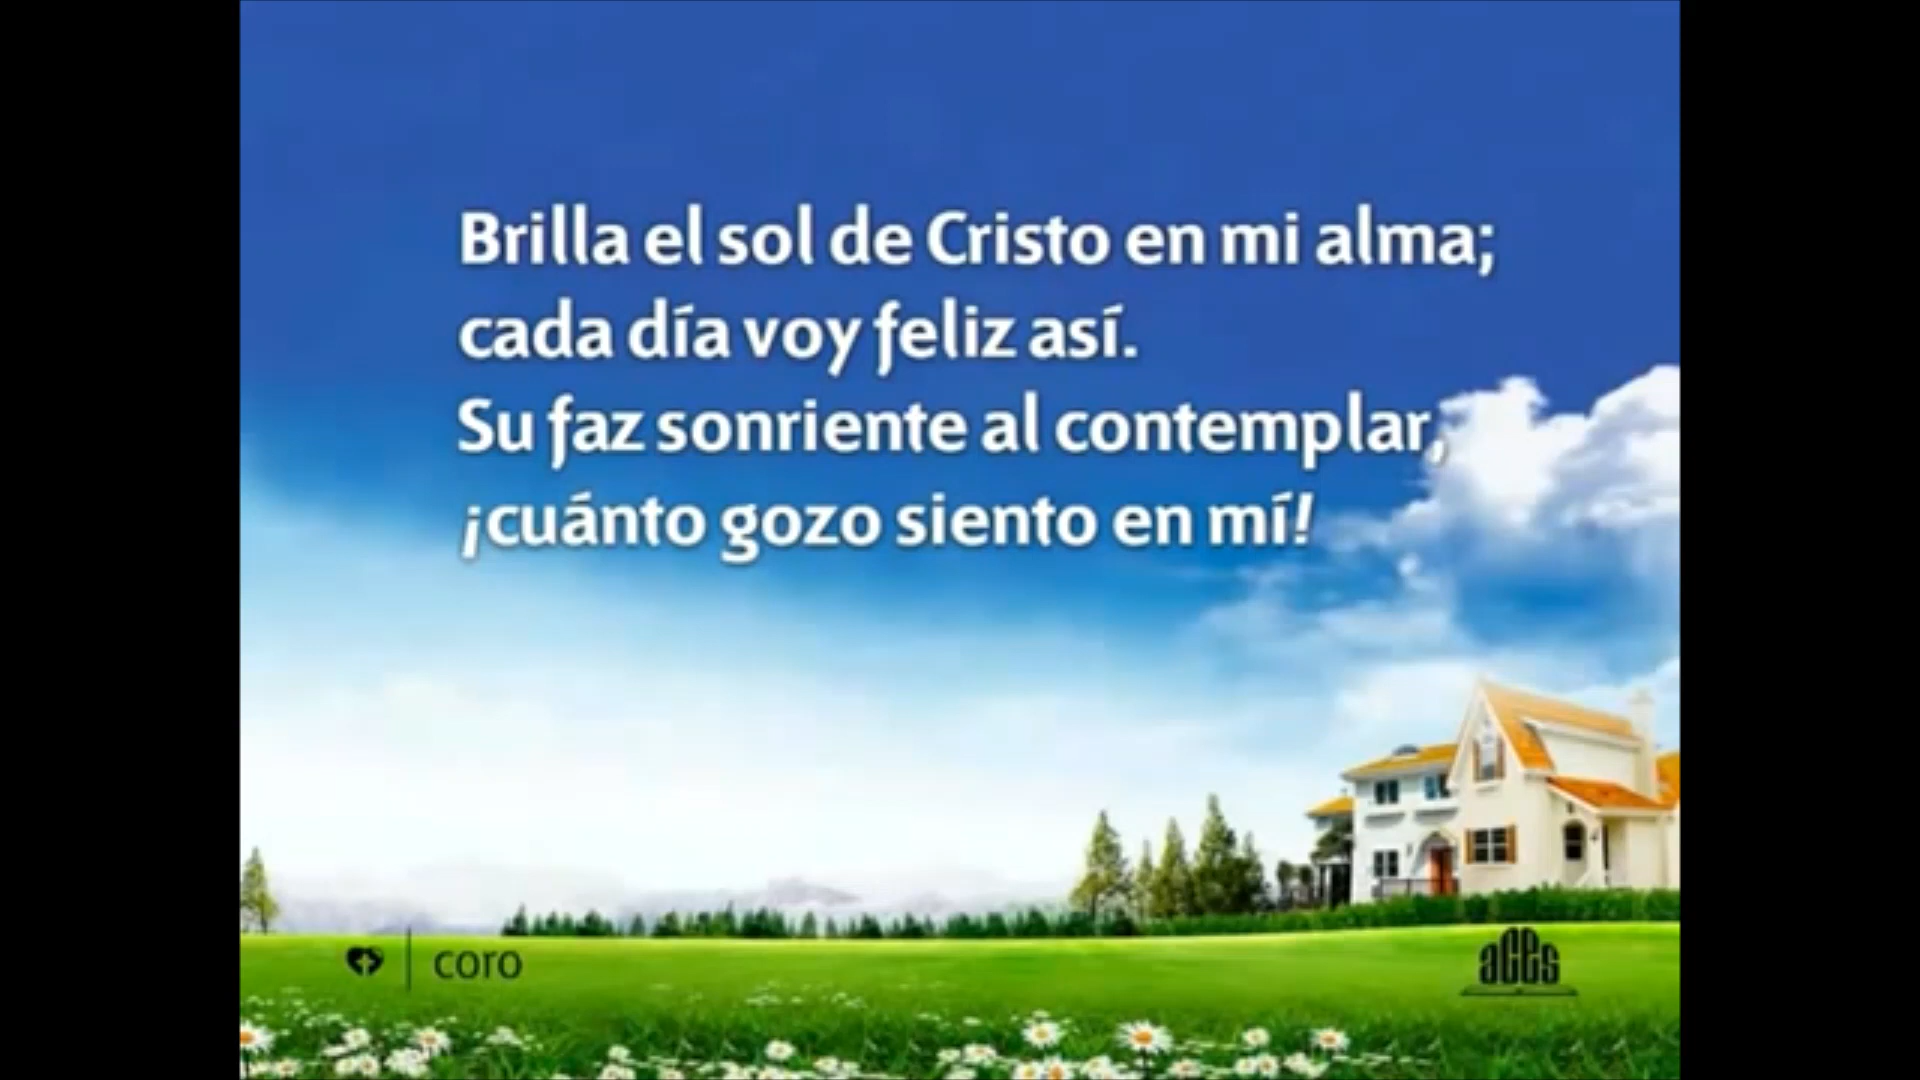 Brilla el sol de Cristo en mi alma;
cada día voy feliz así.
Su faz sonriente al contemplar,
¡cuánto gozo siento en mí!
coro
aces